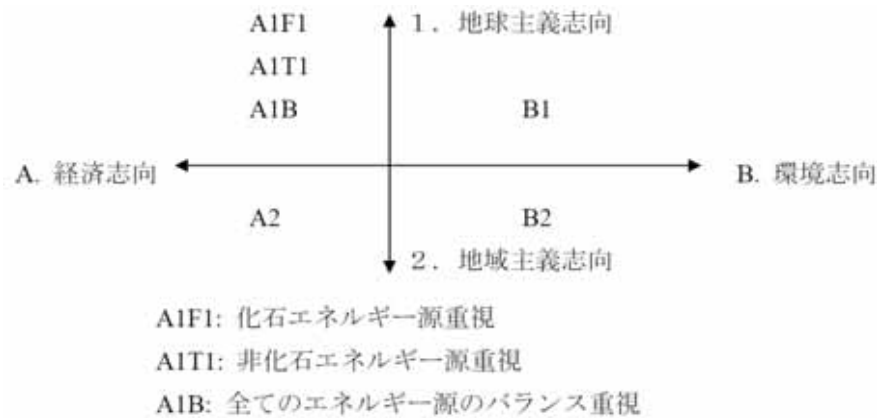 A1F1
1．地球主義志向
A1T1
A1B
B1
A. 経済志向
B. 環境志向
A2
B2
2．地域主義志向
A1F1: 化石エネルギー源重視
A1T1: 非化石エネルギー源重視
A1B: 全てのエネルギー源のバランス重視